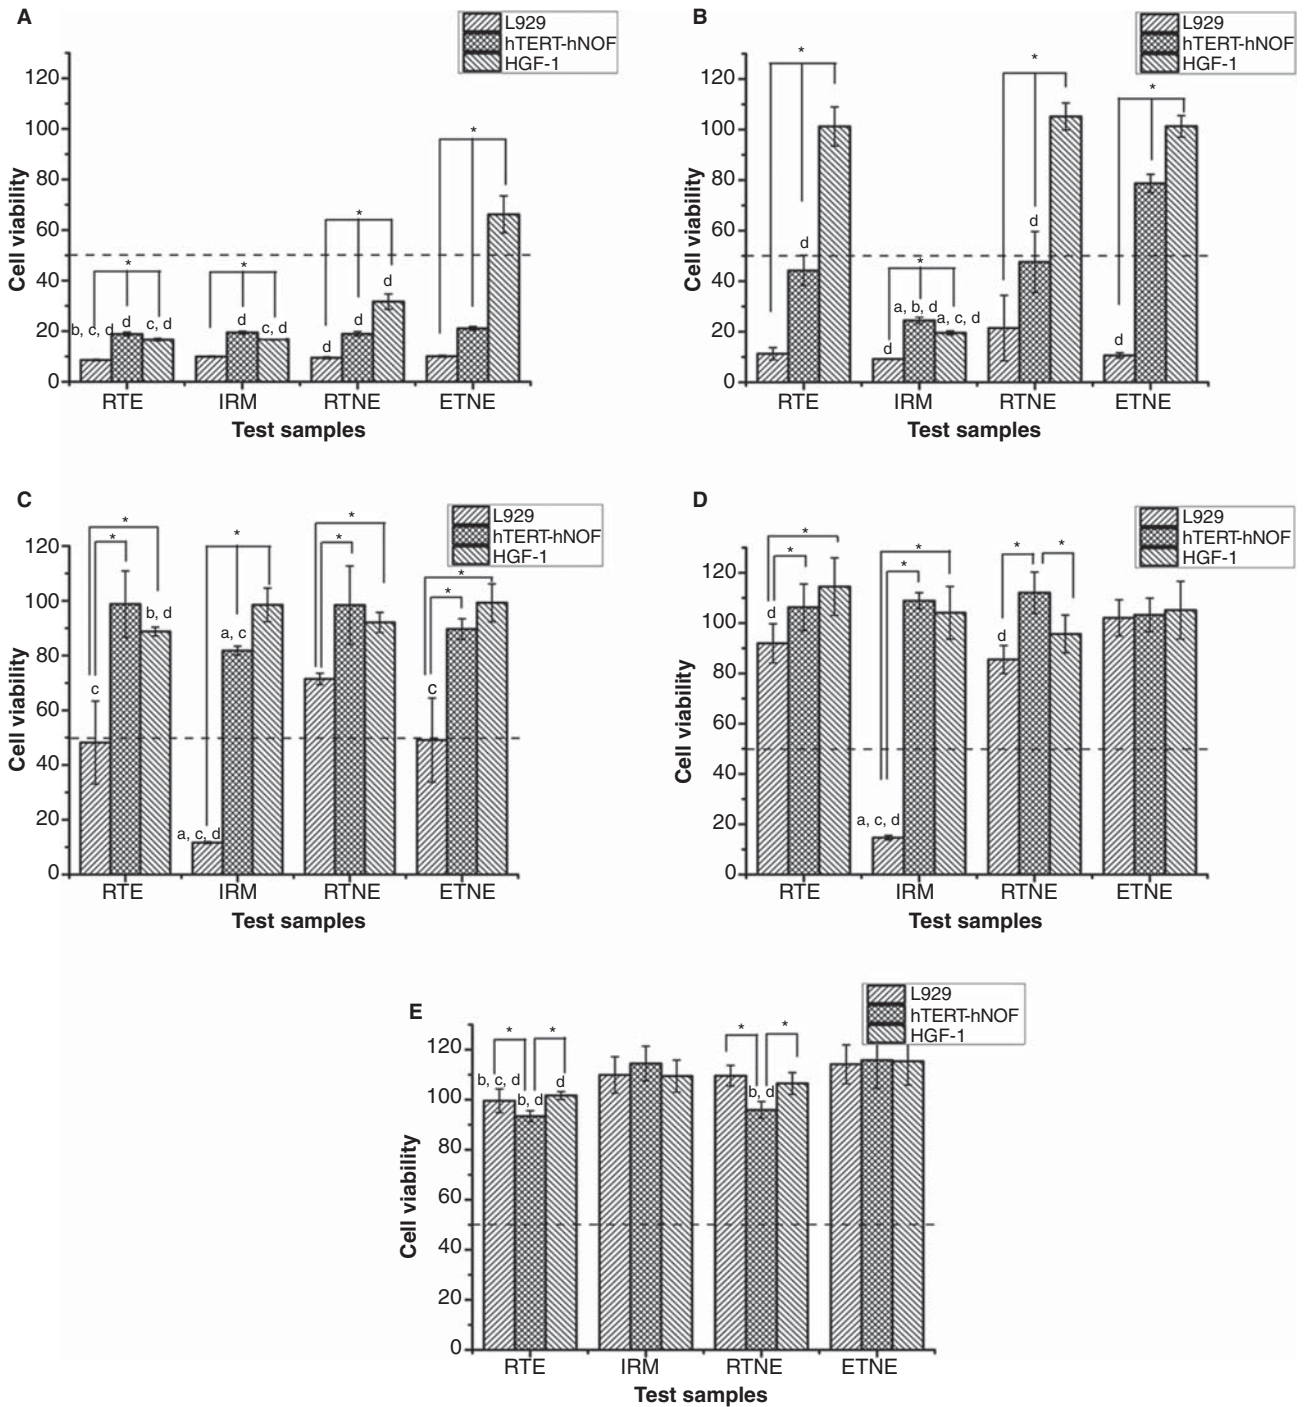 A
L929
hTERT-hNOF
HGF-1
120
100
80
60
40
20
0
Cell viability
*
*
*
*
b, c, d
d
c, d
d
c, d
d
d
d
RTE
IRM
RTNE
ETNE
Test samples
B
L929
hTERT-hNOF
HGF-1
120
100
80
60
40
20
0
Cell viability
*
*
*
*
d
d
a, b, d
a, c, d
d
d
d
RTE
IRM
RTNE
ETNE
Test samples
C
L929
hTERT-hNOF
HGF-1
120
100
80
60
40
20
0
Cell viability
*
*
*
*
*
*
*
c
b, d
a, c, d
a, c
c
RTE
IRM
RTNE
ETNE
Test samples
D
L929
hTERT-hNOF
HGF-1
120
100
80
60
40
20
0
Cell viability
*
*
*
*
*
*
d
a, c, d
d
RTE
IRM
RTNE
ETNE
Test samples
E
L929
hTERT-hNOF
HGF-1
120
100
80
60
40
20
0
Cell viability
*
*
*
*
b, c, d
b, d
d
b, d
RTE
IRM
RTNE
ETNE
Test samples